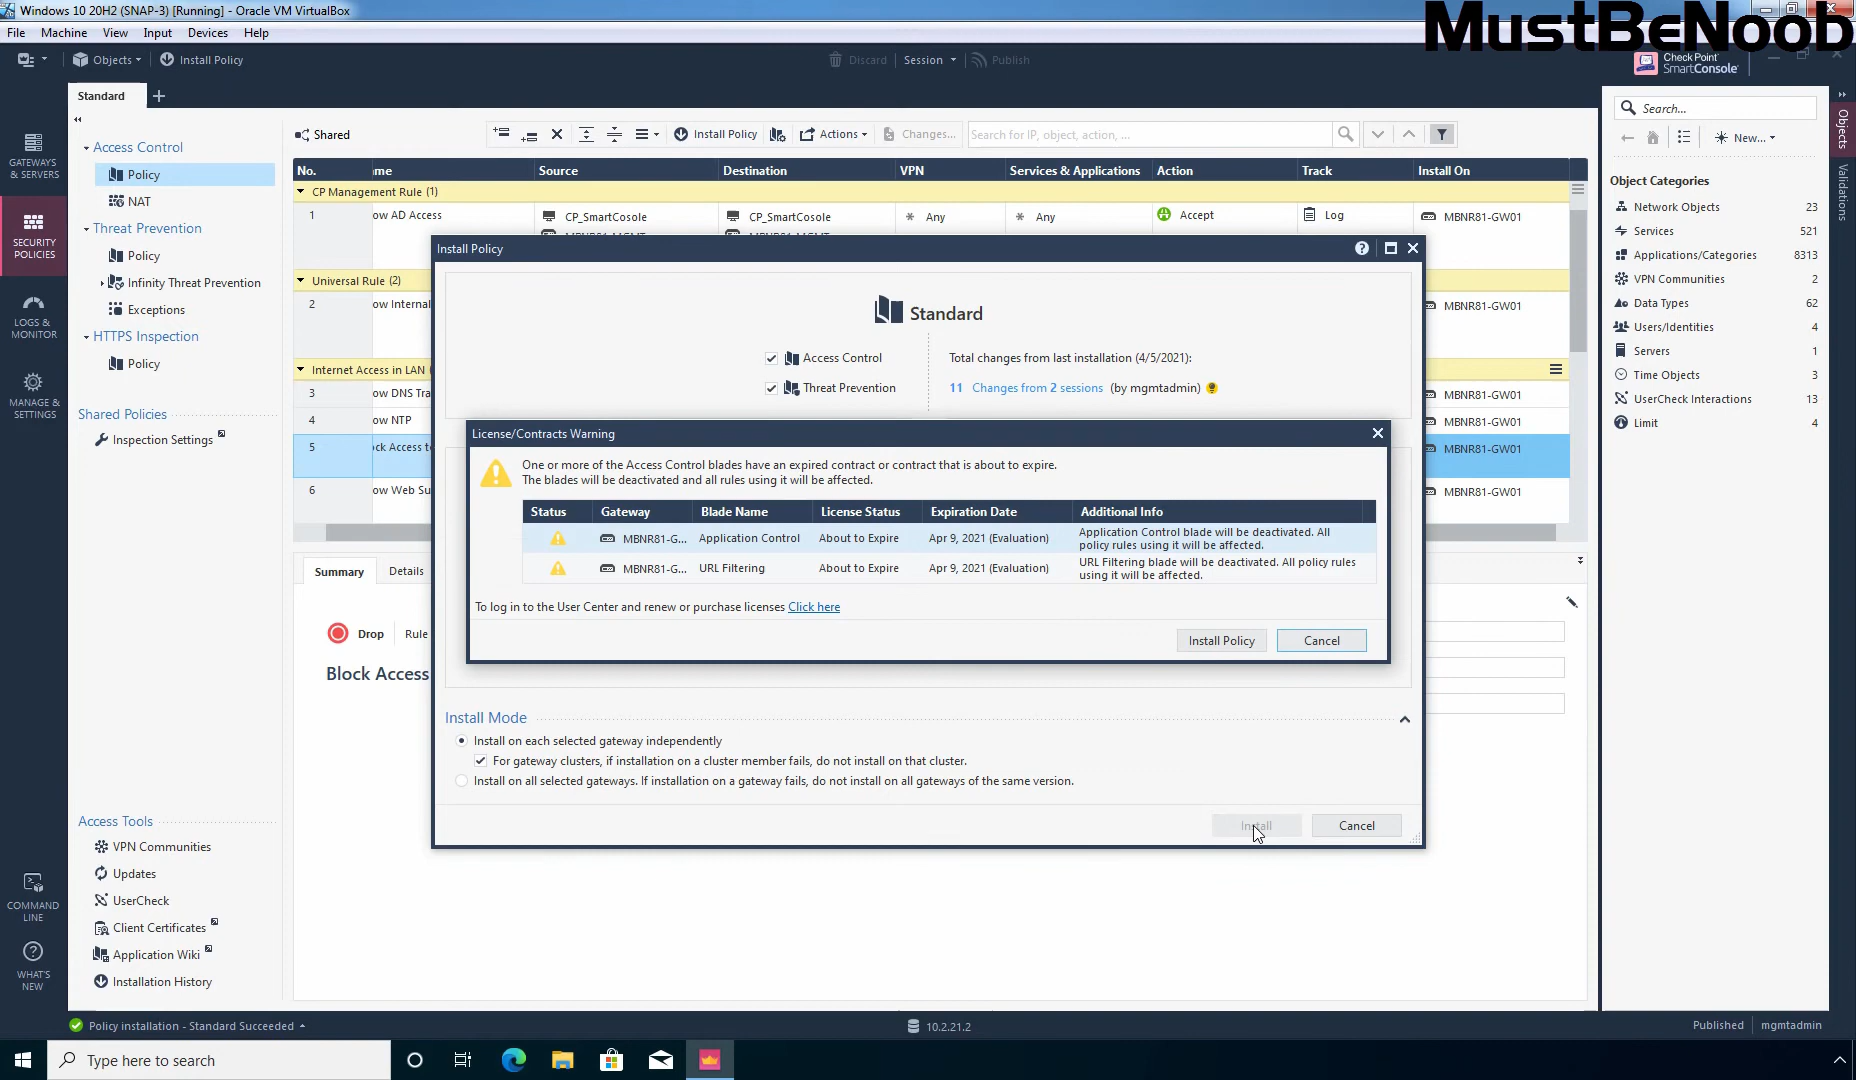 Windows 10 20H2 (SNAP-3) [Running] - Oracle VM VirtualBox
MustBeNoob
File Machine View Input Devices Help
Objects Install Policy Discard Session Publish
Check Point
SmartConsole
Standard
Search...
New...
Objects
Validations
GATEWAYS
& SERVERS
SECURITY
POLICIES
LOGS &
MONITOR
MANAGE &
SETTINGS
COMMAND
LINE
WHAT'S
NEW
Access Control
Policy
NAT
Threat Prevention
Policy
Infinity Threat Prevention
Exceptions
HTTPS Inspection
Policy
Shared Policies
Inspection Settings
Access Tools
VPN Communities
Updates
UserCheck
Client Certificates
Application Wiki
Installation History
Shared
Install Policy Actions Changes... Search for IP, object, action, ...
No. me Source Destination VPN Services & Applications Action Track Install On
CP Management Rule (1)
1 ow AD Access CP_SmartCosole CP_SmartCosole Any Any Accept Log MBNR81-GW01
Universal Rule (2)
2 ow Internal MBNR81-GW01
Internet Access in LAN (
3 ow DNS Tra MBNR81-GW01
4 ow NTP MBNR81-GW01
5 ck Access to MBNR81-GW01
6 ow Web Su MBNR81-GW01
Summary Details
Drop Rule
Block Access
Install Policy
Standard
Access Control
Threat Prevention
Total changes from last installation (4/5/2021):
11 Changes from 2 sessions (by mgmtadmin)
License/Contracts Warning
One or more of the Access Control blades have an expired contract or contract that is about to expire.
The blades will be deactivated and all rules using it will be affected.
Status Gateway Blade Name License Status Expiration Date Additional Info
MBNR81-G... Application Control About to Expire Apr 9, 2021 (Evaluation) Application Control blade will be deactivated. All
policy rules using it will be affected.
MBNR81-G... URL Filtering About to Expire Apr 9, 2021 (Evaluation) URL Filtering blade will be deactivated. All policy rules
using it will be affected.
To log in to the User Center and renew or purchase licenses Click here
Install Policy Cancel
Install Mode
Install on each selected gateway independently
For gateway clusters, if installation on a cluster member fails, do not install on that cluster.
Install on all selected gateways. If installation on a gateway fails, do not install on all gateways of the same version.
Install Cancel
Object Categories
Network Objects 23
Services 521
Applications/Categories 8313
VPN Communities 2
Data Types 62
Users/Identities 4
Servers 1
Time Objects 3
UserCheck Interactions 13
Limit 4
Policy installation - Standard Succeeded
10.2.21.2
Published mgmtadmin
Type here to search